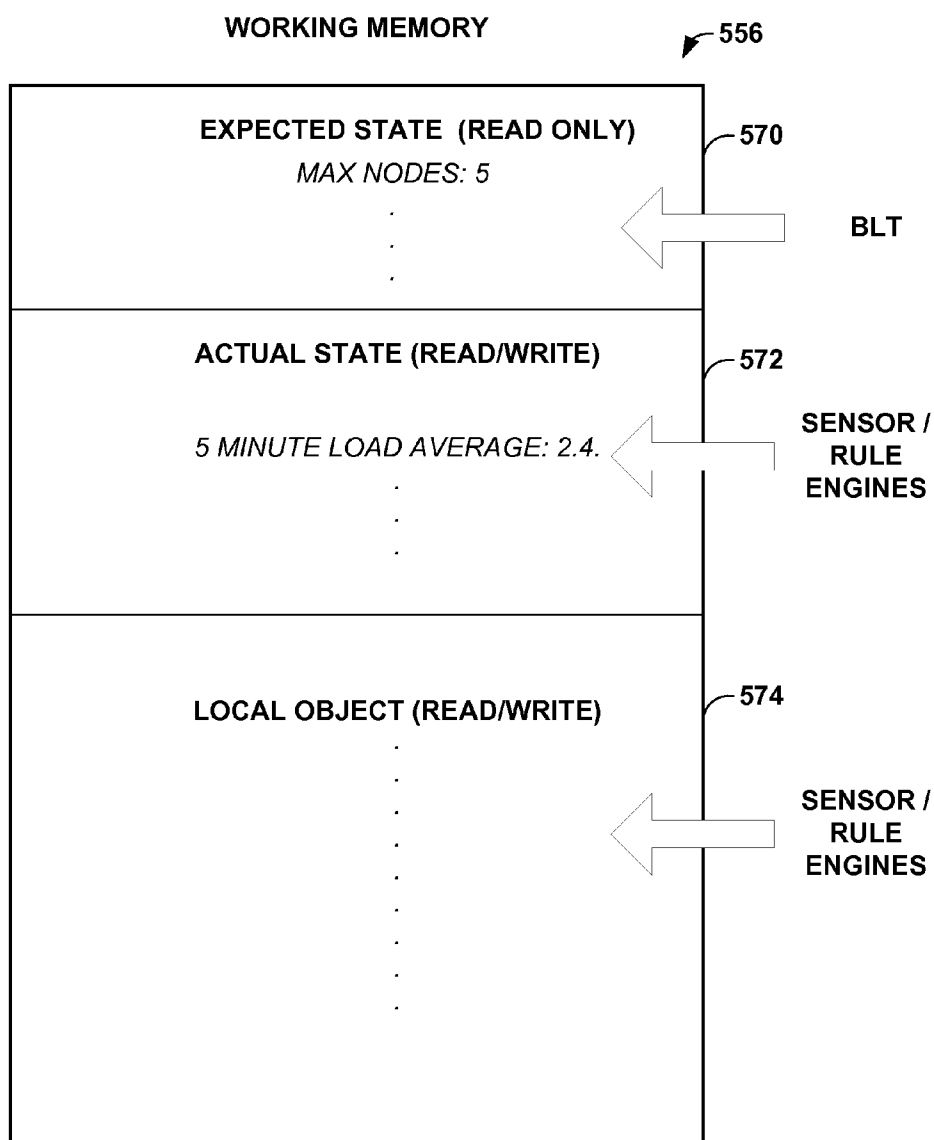 WORKING MEMORY
556
EXPECTED STATE (READ ONLY)
570
MAX NODES: 5
.
.
.
BLT
ACTUAL STATE (READ/WRITE)
572
5 MINUTE LOAD AVERAGE: 2.4.
.
.
.
SENSOR /
RULE
ENGINES
LOCAL OBJECT (READ/WRITE)
574
.
.
.
.
.
.
.
.
.
SENSOR /
RULE
ENGINES